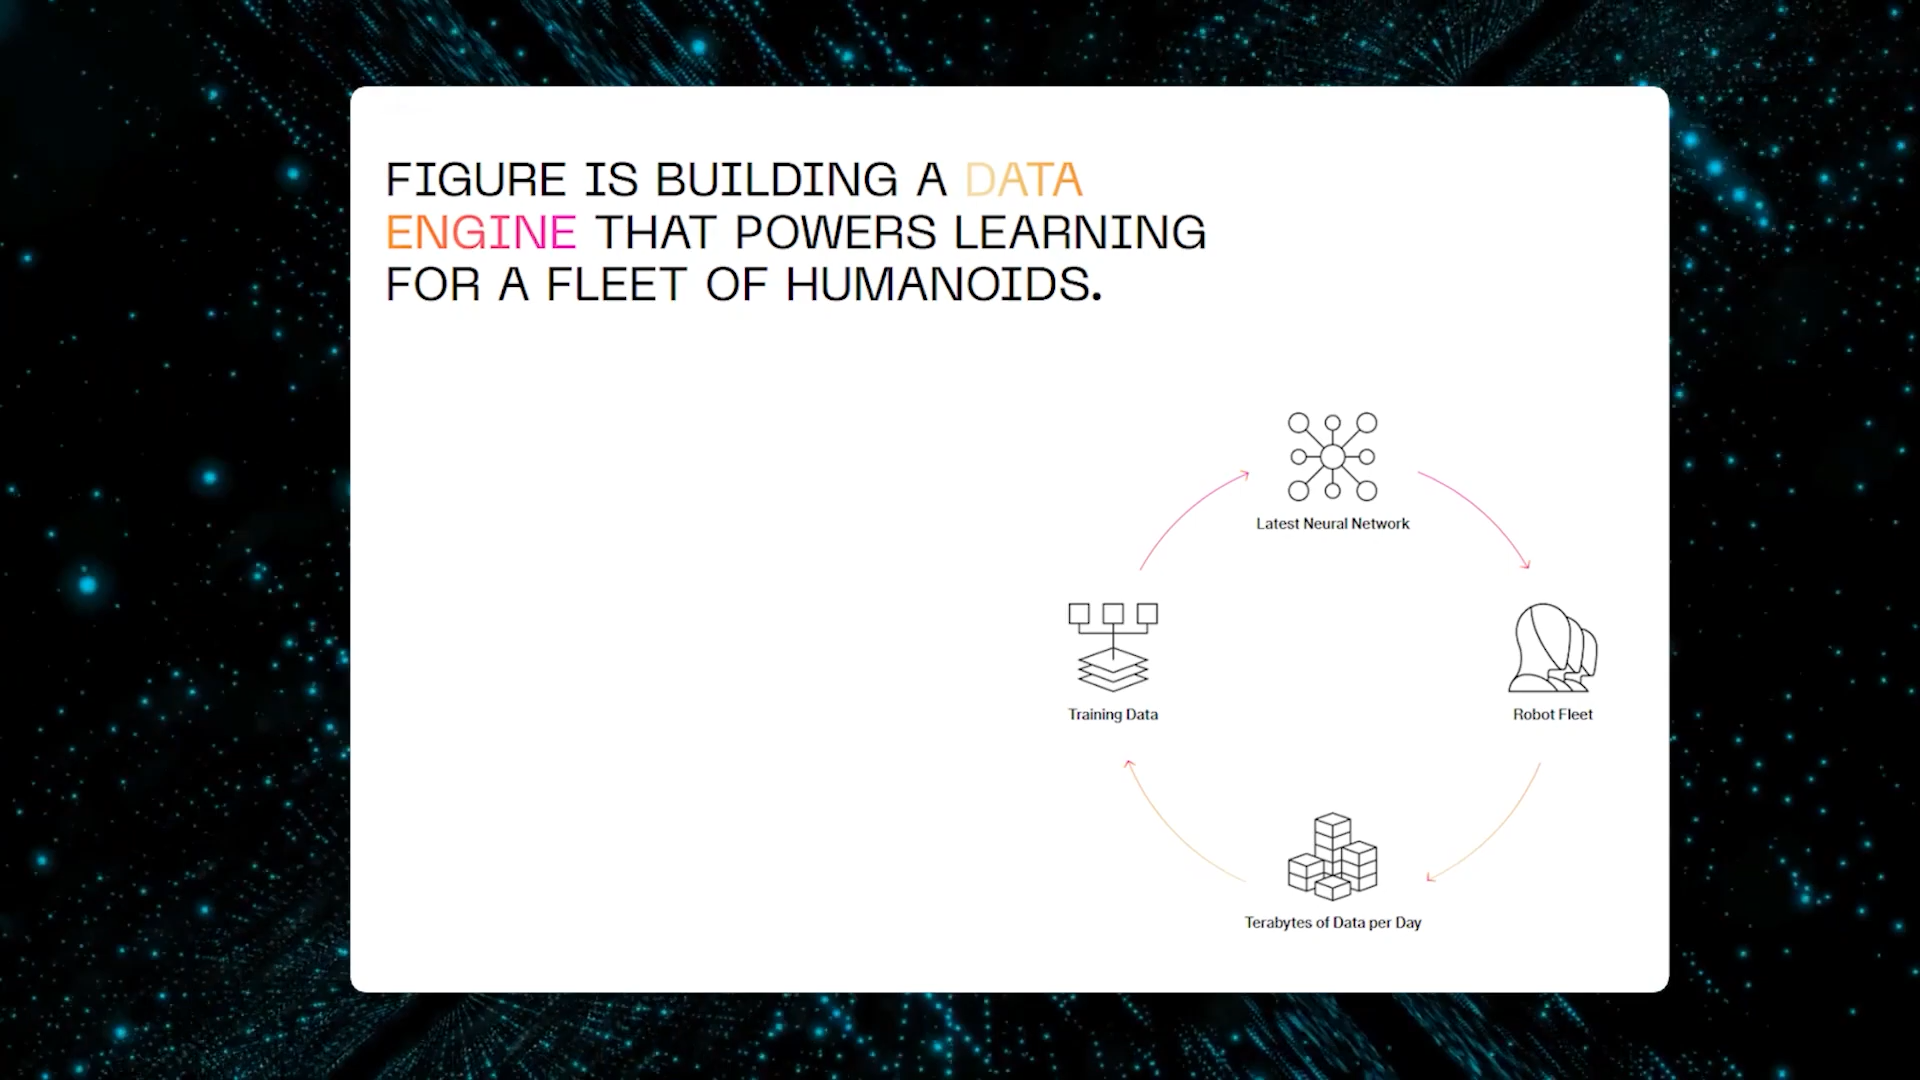 FIGURE IS BUILDING A DATA
ENGINE THAT POWERS LEARNING
FOR A FLEET OF HUMANOIDS.
Latest Neural Network
Training Data
Robot Fleet
Terabytes of Data per Day